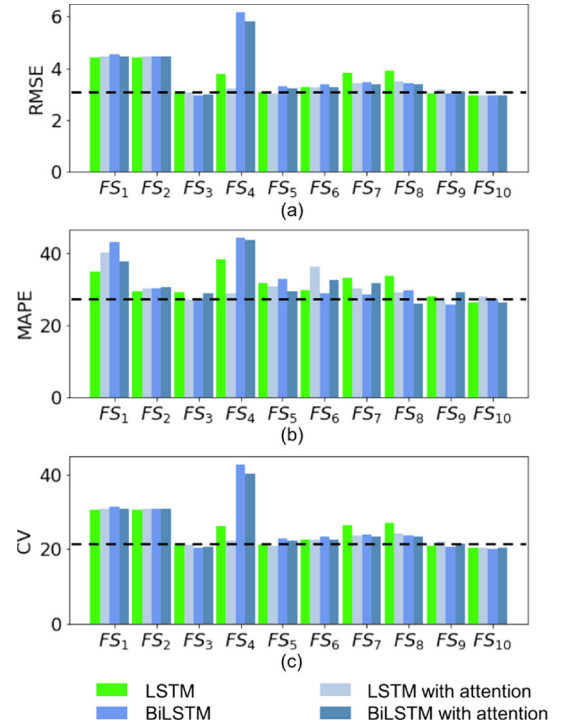 6
4
2
0
RMSE
FS1 FS2 FS3 FS4 FS5 FS6 FS7 FS8 FS9 FS10
(a)
40
20
0
MAPE
FS1 FS2 FS3 FS4 FS5 FS6 FS7 FS8 FS9 FS10
(b)
40
20
0
CV
FS1 FS2 FS3 FS4 FS5 FS6 FS7 FS8 FS9 FS10
(c)
LSTM LSTM with attention
BiLSTM BiLSTM with attention